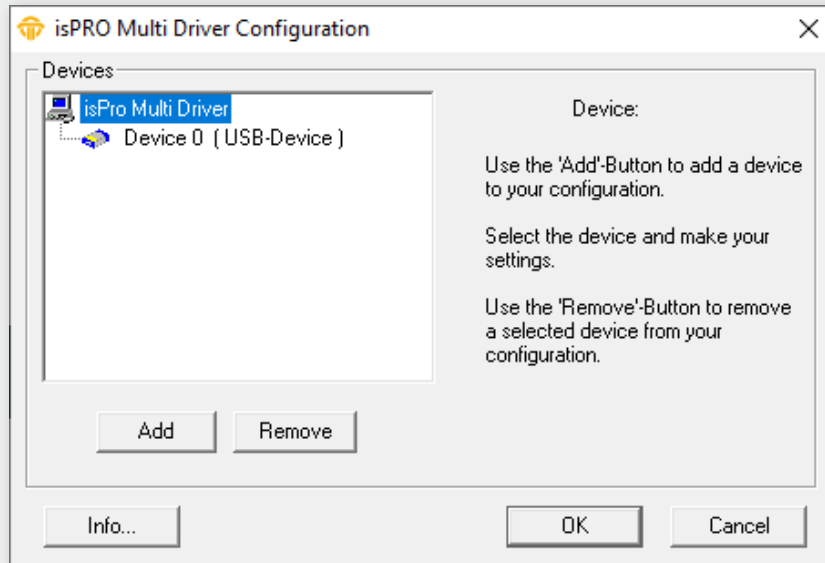 isPRO Multi Driver Configuration
Devices
isPro Multi Driver
Device 0 ( USB-Device )
Device:
Use the 'Add'-Button to add a device
to your configuration.
Select the device and make your
settings.
Use the 'Remove'-Button to remove
a selected device from your
configuration.
Add
Remove
Info...
OK
Cancel